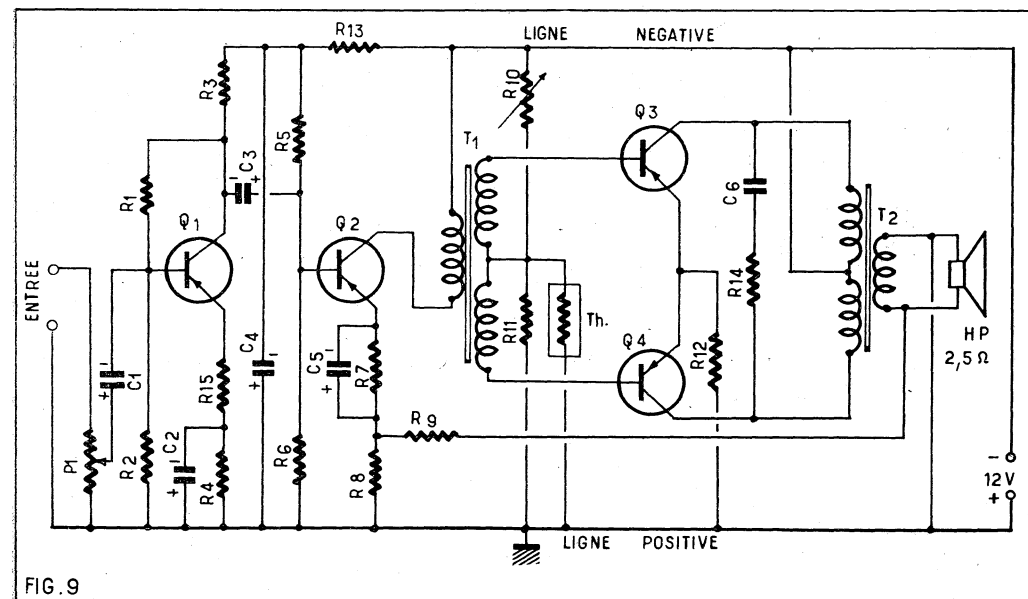 R13
LIGNE NEGATIVE
R3
R10
Q3
C3
R5
T1
R1
C6
Q1
Q2
T2
ENTREE
R14
R11
Th.
HP
2,5 Ω
C4
Q4
R12
C1
R15
C5
R7
R9
P1
R2
C2
R4
R6
R8
-
12 V
+
LIGNE POSITIVE
FIG.9